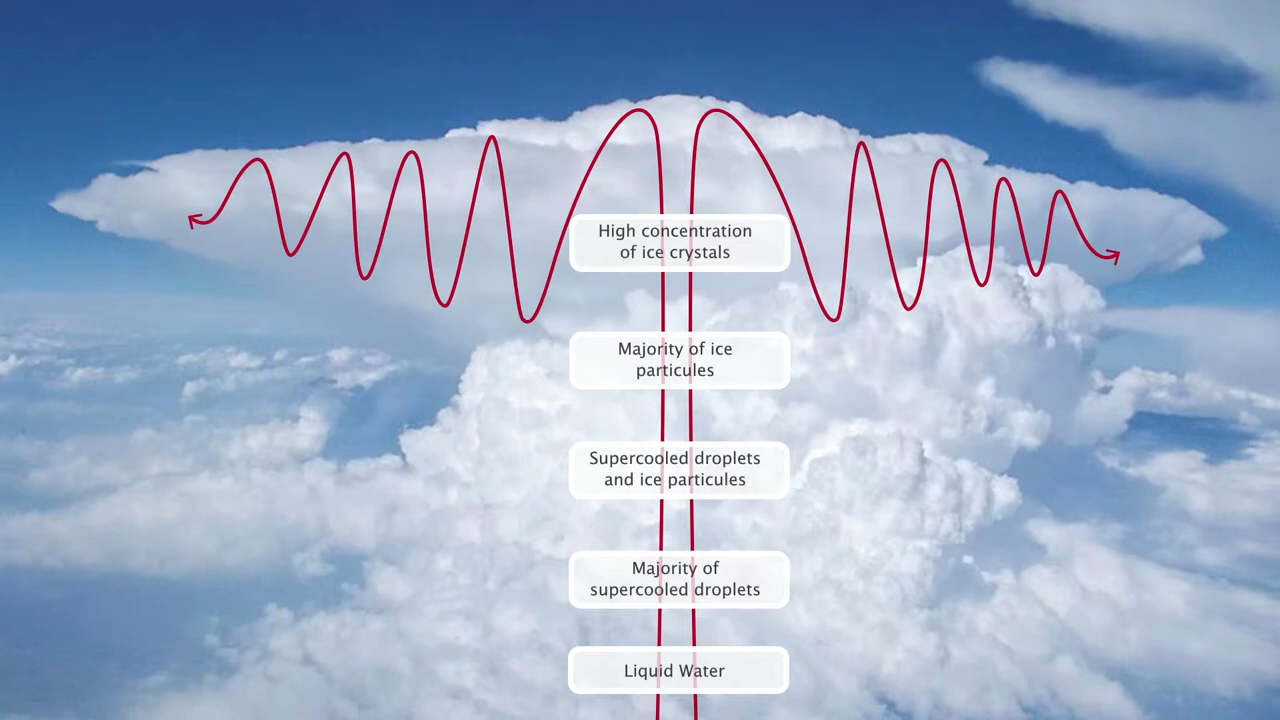 High concentration
of ice crystals
Majority of ice
particules
Supercooled droplets
and ice particules
Majority of
supercooled droplets
Liquid Water